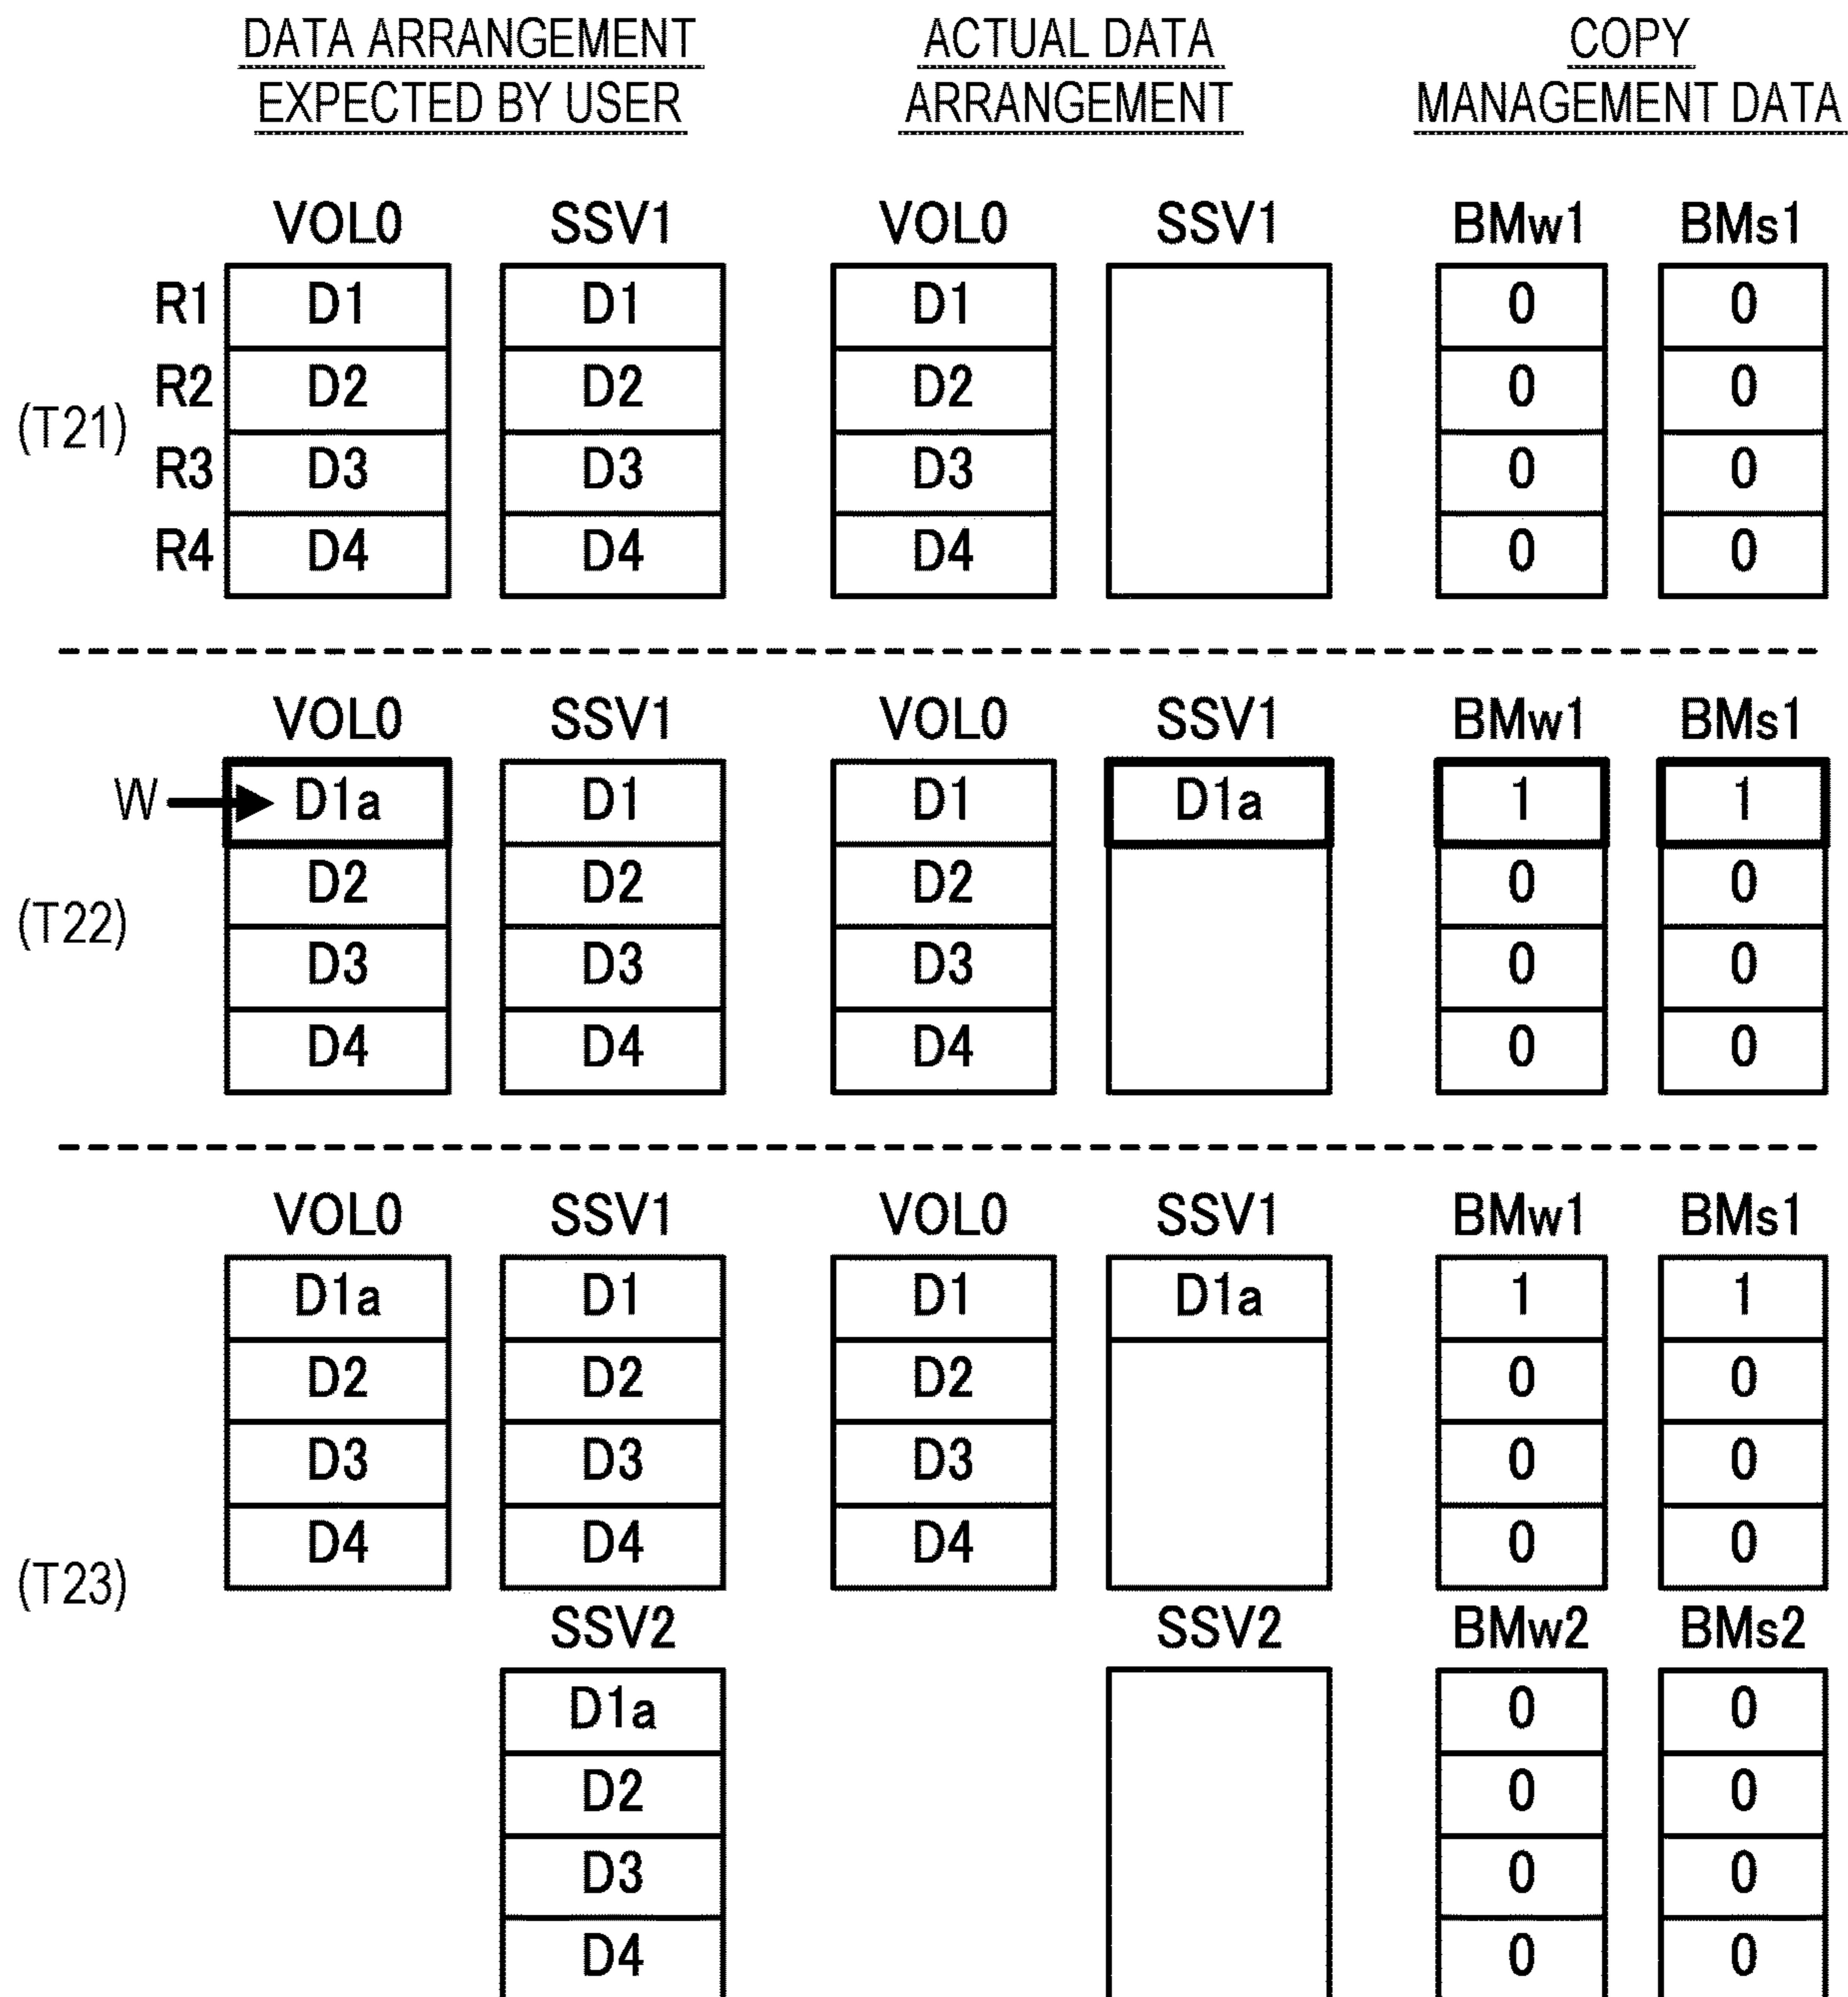 DATA ARRANGEMENT EXPECTED BY USER ACTUAL DATA ARRANGEMENT COPY MANAGEMENT DATA
VOL0 SSV1 VOL0 SSV1 BMw1 BMs1
R1 D1 D1 D1 0 0
R2 D2 D2 D2 0 0
(T21)
R3 D3 D3 D3 0 0
R4 D4 D4 D4 0 0
VOL0 SSV1 VOL0 SSV1 BMw1 BMs1
W D1a D1 D1 D1a 1 1
D2 D2 D2 0 0
(T22)
D3 D3 D3 0 0
D4 D4 D4 0 0
VOL0 SSV1 VOL0 SSV1 BMw1 BMs1
D1a D1 D1 D1a 1 1
D2 D2 D2 0 0
D3 D3 D3 0 0
D4 D4 D4 0 0
(T23)
SSV2 SSV2 BMw2 BMs2
D1a 0 0
D2 0 0
D3 0 0
D4 0 0